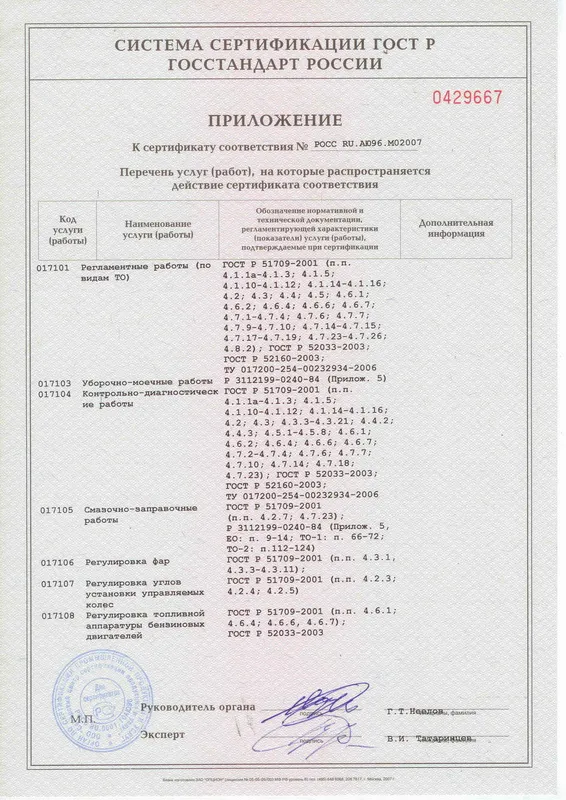 СИСТЕМА СЕРТИФИКАЦИИ ГОСТ Р
ГОССТАНДАРТ РОССИИ
0429667
ПРИЛОЖЕНИЕ
К сертификату соответствия № РОСС RU.АЮ96.М02007
Перечень услуг (работ), на которые распространяется
действие сертификата соответствия
Код
услуги
(работы)
Наименование
услуги (работы)
Обозначение нормативной и
технической документации,
регламентирующей характеристики
(показатели) услуги (работы),
подтверждаемые при сертификации
Дополнительная
информация
017101 Регламентные работы (по ГОСТ Р 51709-2001 (п.п.
видам ТО) 4.1.1а-4.1.3; 4.1.5;
4.1.10-4.1.12; 4.1.14-4.1.16;
4.2; 4.3; 4.4; 4.5; 4.6.1;
4.6.2; 4.6.4; 4.6.6; 4.6.7;
4.7.1-4.7.4; 4.7.6; 4.7.7;
4.7.9-4.7.10; 4.7.14-4.7.15;
4.7.17-4.7.19; 4.7.23-4.7.26;
4.8.2); ГОСТ Р 52033-2003;
ГОСТ Р 52160-2003;
ТУ 017200-254-00232934-2006
017103 Уборочно-моечные работы Р 3112199-0240-84 (Прилож. 5)
017104 Контрольно-диагностическ ГОСТ Р 51709-2001 (п.п.
ие работы 4.1.1а-4.1.3; 4.1.5;
4.1.10-4.1.12; 4.1.14-4.1.16;
4.2; 4.3; 4.3.3-4.3.21; 4.4.2;
4.4.3; 4.5.1-4.5.8; 4.6.1;
4.6.2; 4.6.4; 4.6.6; 4.6.7;
4.7.2-4.7.4; 4.7.6; 4.7.7;
4.7.10; 4.7.14; 4.7.18;
4.7.23); ГОСТ Р 52033-2003;
ГОСТ Р 52160-2003;
ТУ 017200-254-00232934-2006
017105 Смазочно-заправочные ГОСТ Р 51709-2001
работы (п.п. 4.2.7; 4.7.23);
Р 3112199-0240-84 (Прилож. 5,
ЕО: п. 9-14; ТО-1: п. 66-72;
ТО-2: п.112-124)
017106 Регулировка фар ГОСТ Р 51709-2001 (п.п. 4.3.1,
4.3.3-4.3.11);
017107 Регулировка углов ГОСТ Р 51709-2001 (п.п. 4.2.3;
установки управляемых 4.2.4; 4.2.5)
колес
017108 Регулировка топливной ГОСТ Р 51709-2001 (п.п. 4.6.1;
аппаратуры бензиновых 4.6.4; 4.6.6, 4.6.7);
двигателей ГОСТ Р 52033-2003
М.П.
Руководитель органа
подпись
Г.Т.Неелов
инициалы, фамилия
Эксперт
подпись
В.И. Татаринцев
инициалы, фамилия